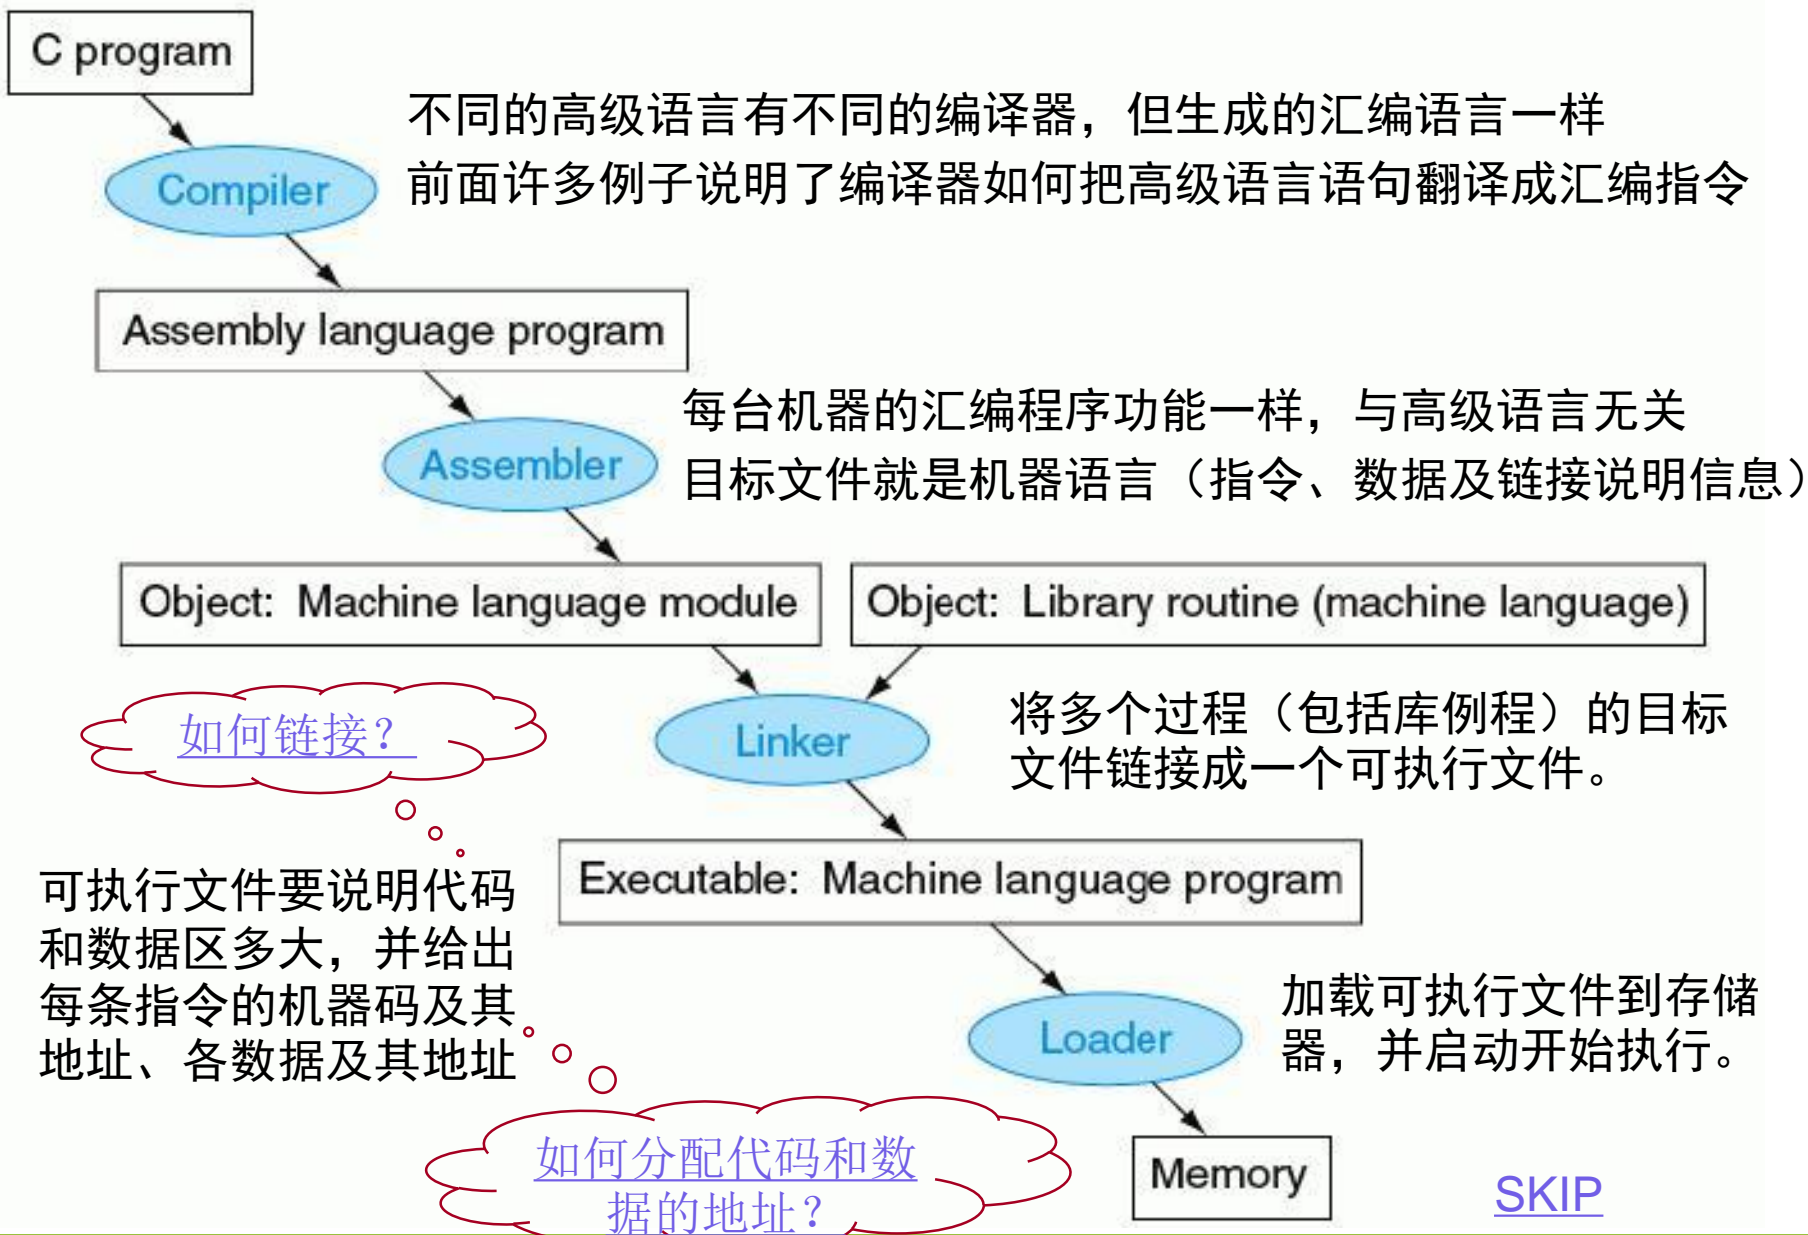 C program
不同的高级语言有不同的编译器，但生成的汇编语言一样
前面许多例子说明了编译器如何把高级语言语句翻译成汇编指令
Compiler
Assembly language program
每台机器的汇编程序功能一样，与高级语言无关
目标文件就是机器语言（指令、数据及链接说明信息）
Assembler
Object: Machine language module
Object: Library routine (machine language)
如何链接？
Linker
将多个过程（包括库例程）的目标
文件链接成一个可执行文件。
Executable: Machine language program
可执行文件要说明代码
和数据区多大，并给出
每条指令的机器码及其
地址、各数据及其地址
加载可执行文件到存储
器，并启动开始执行。
Loader
如何分配代码和数
据的地址？
Memory
SKIP